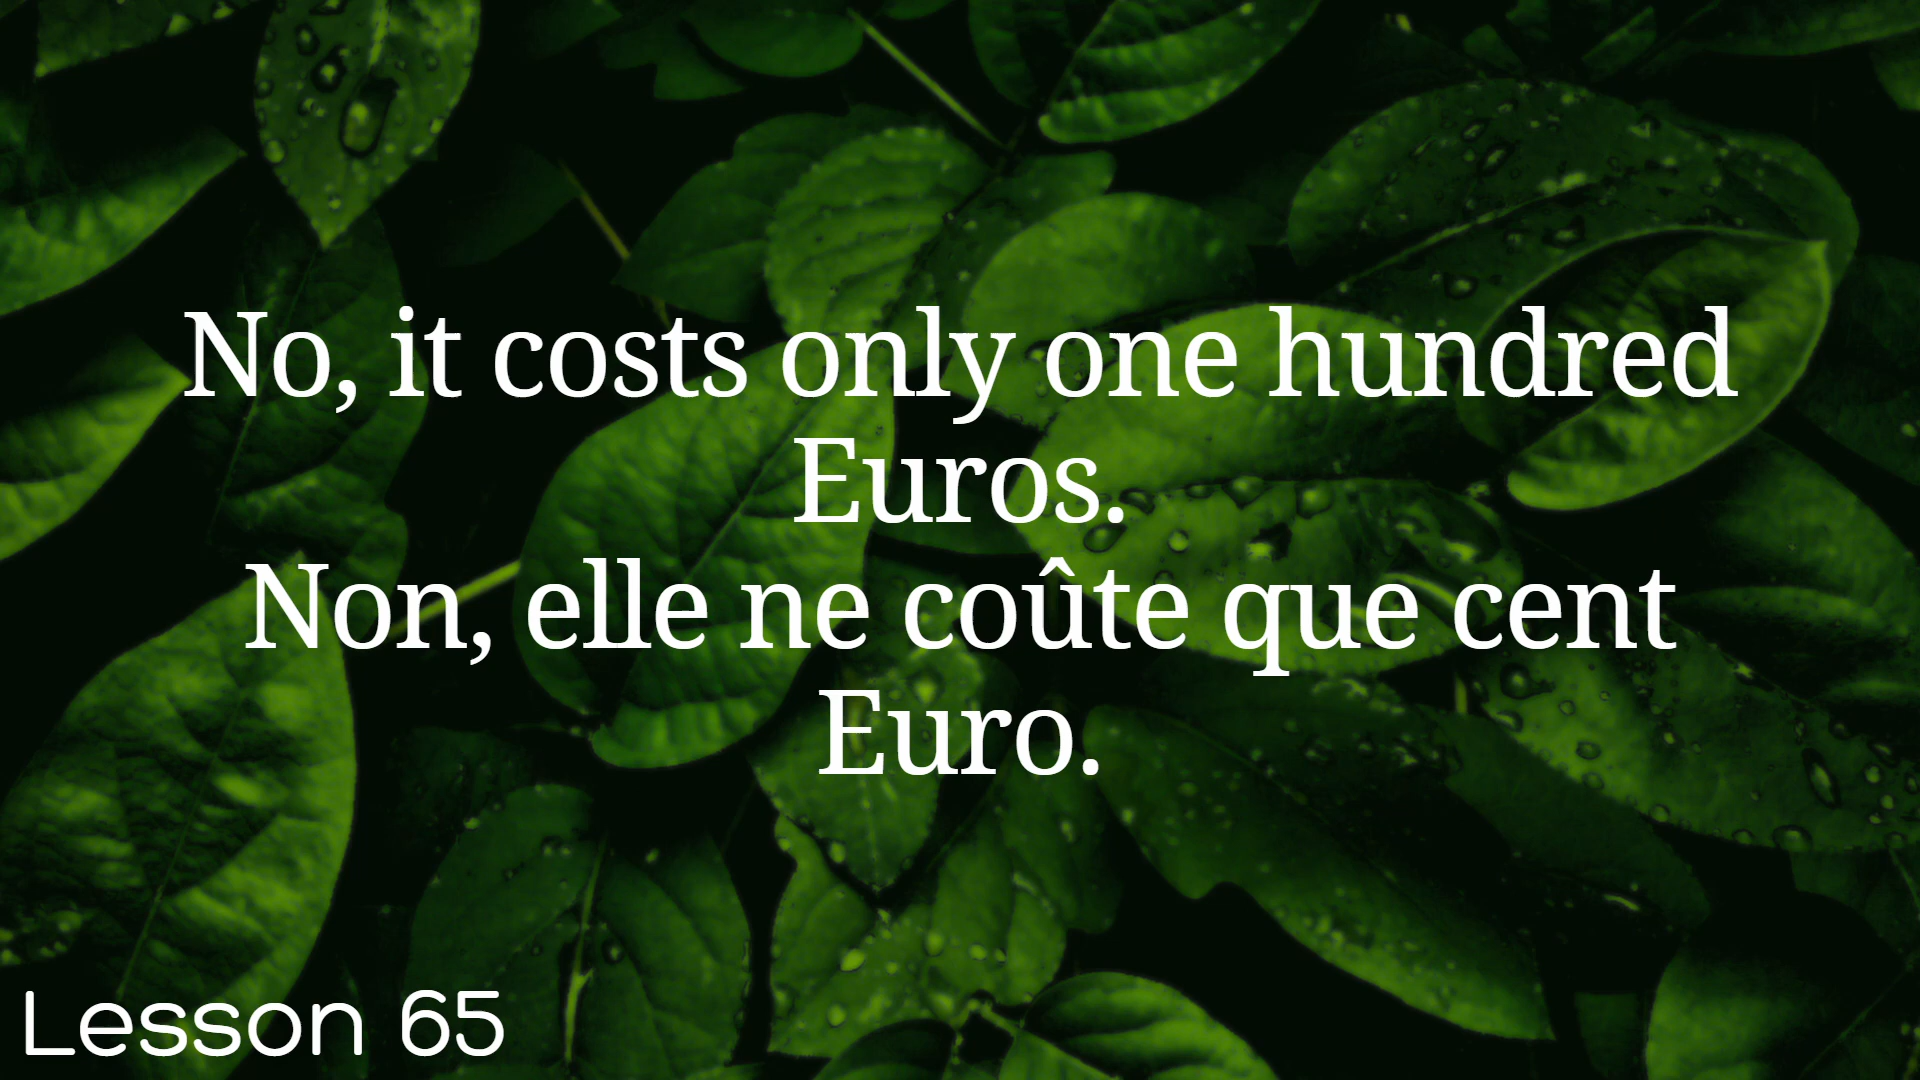 No, it costs only one hundred
Euros.
Non, elle ne coûte que cent
Euro.
Lesson 65